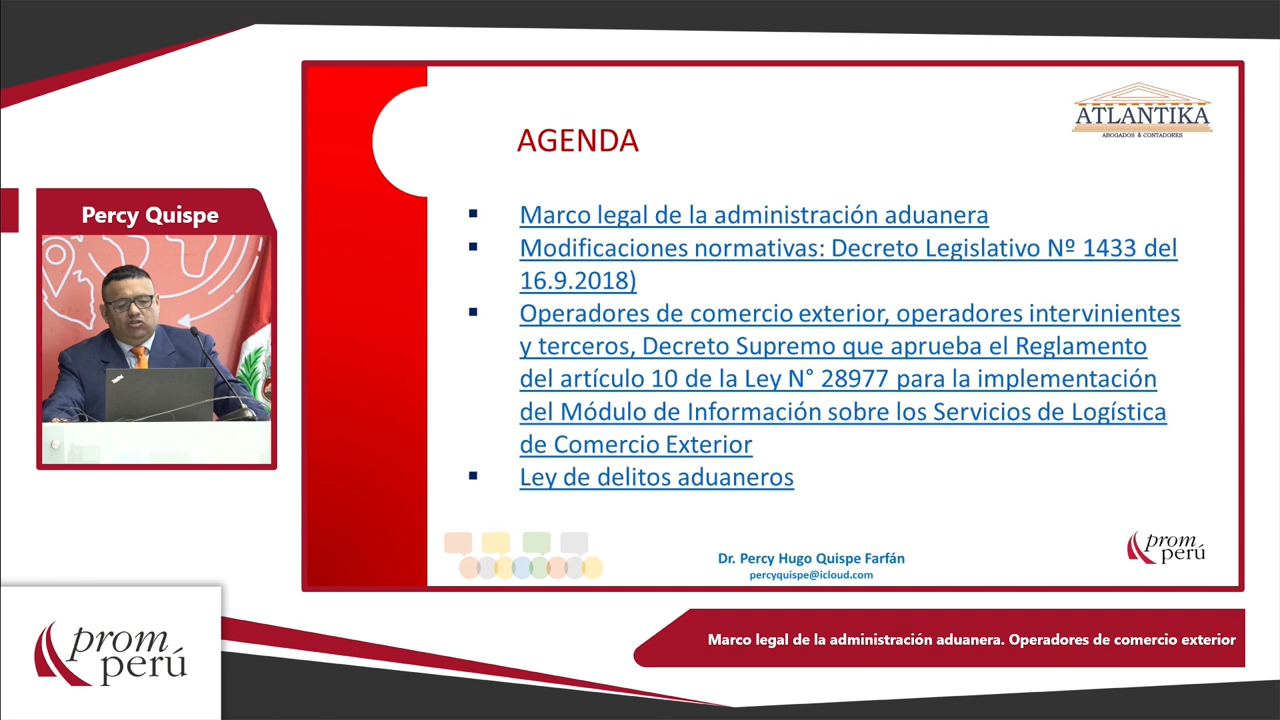 Percy Quispe
ThinkPad
ATLANTIKA
ABOGADOS & CONTADORES
AGENDA
Marco legal de la administración aduanera
Modificaciones normativas: Decreto Legislativo Nº 1433 del
16.9.2018)
Operadores de comercio exterior, operadores intervinientes
y terceros, Decreto Supremo que aprueba el Reglamento
del artículo 10 de la Ley N° 28977 para la implementación
del Módulo de Información sobre los Servicios de Logística
de Comercio Exterior
Ley de delitos aduaneros
Dr. Percy Hugo Quispe Farfán
percyquispe@icloud.com
prom
perú
prom
perú
Marco legal de la administración aduanera. Operadores de comercio exterior